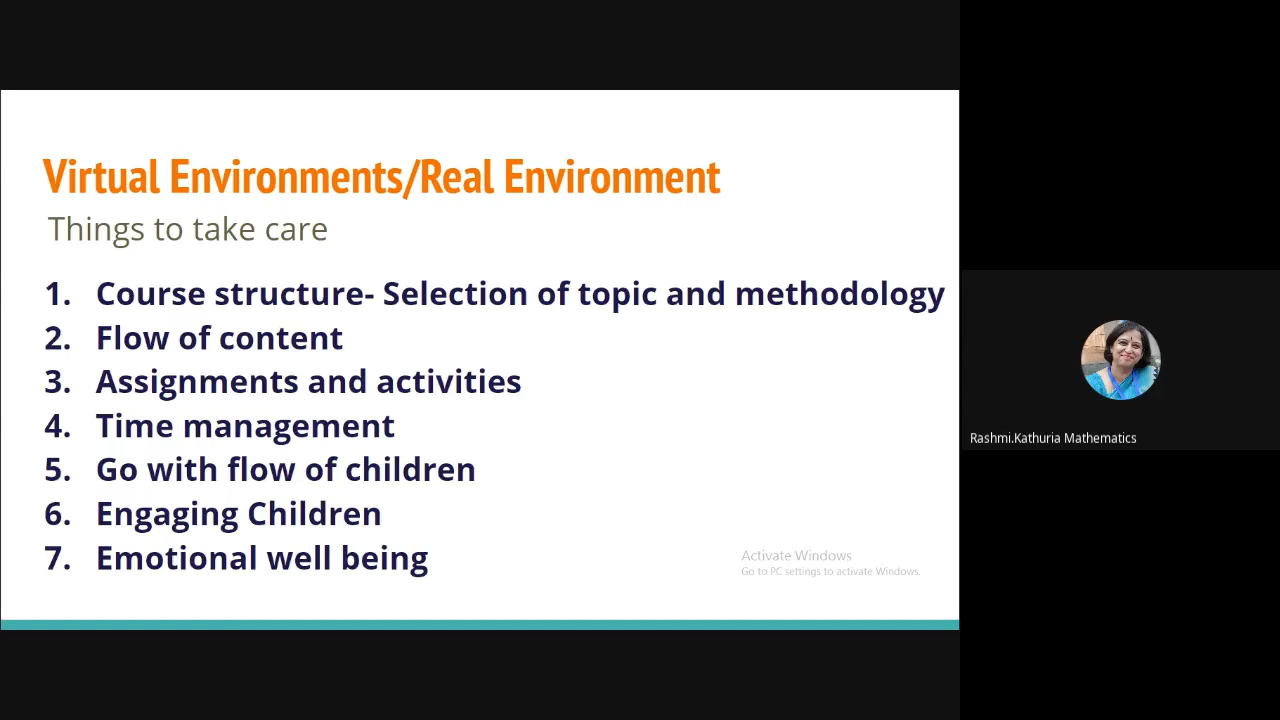 Virtual Environments/Real Environment
Things to take care
1. Course structure- Selection of topic and methodology
2. Flow of content
3. Assignments and activities
4. Time management
5. Go with flow of children
6. Engaging Children
7. Emotional well being
Activate Windows
Go to PC settings to activate Windows.
Rashmi.Kathuria Mathematics